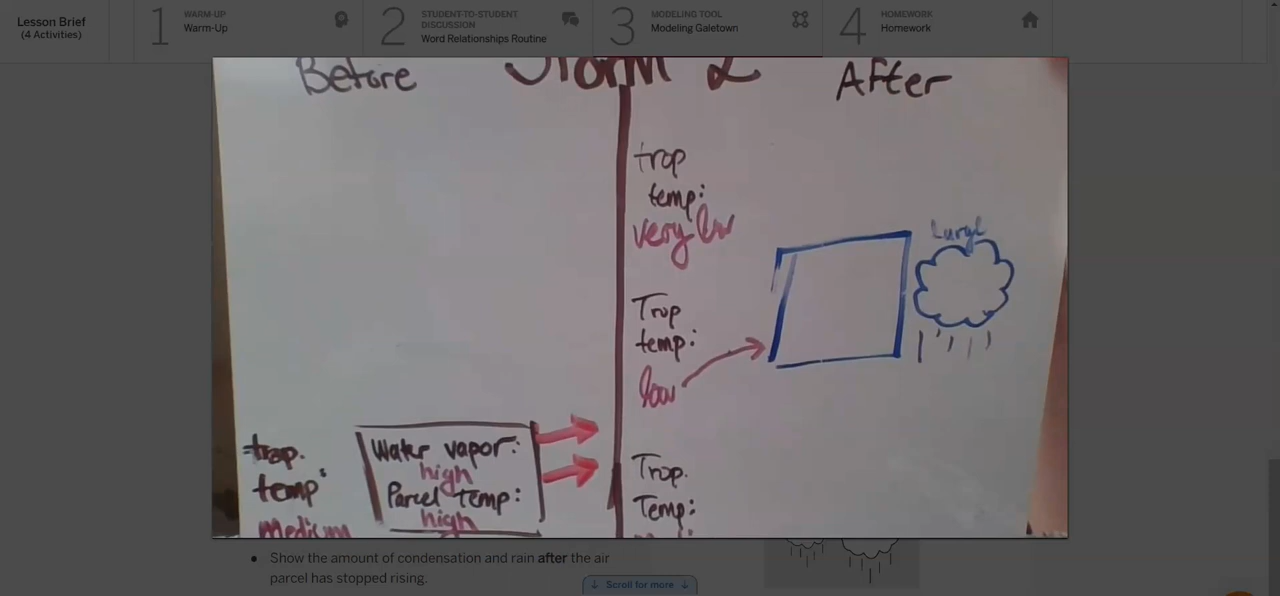 Lesson Brief
(4 Activities)
1
WARM-UP
Warm-Up
2
STUDENT-TO-STUDENT
DISCUSSION
Word Relationships Routine
3
MODELING TOOL
Modeling Galetown
4
HOMEWORK
Homework
Before
Storm 2
After
trop
temp:
very low
Trop
temp:
low
Large
trop.
temp:
medium
Water vapor:
high
Parcel temp:
high
Trop.
Temp:
Show the amount of condensation and rain after the air
parcel has stopped rising.
Scroll for more